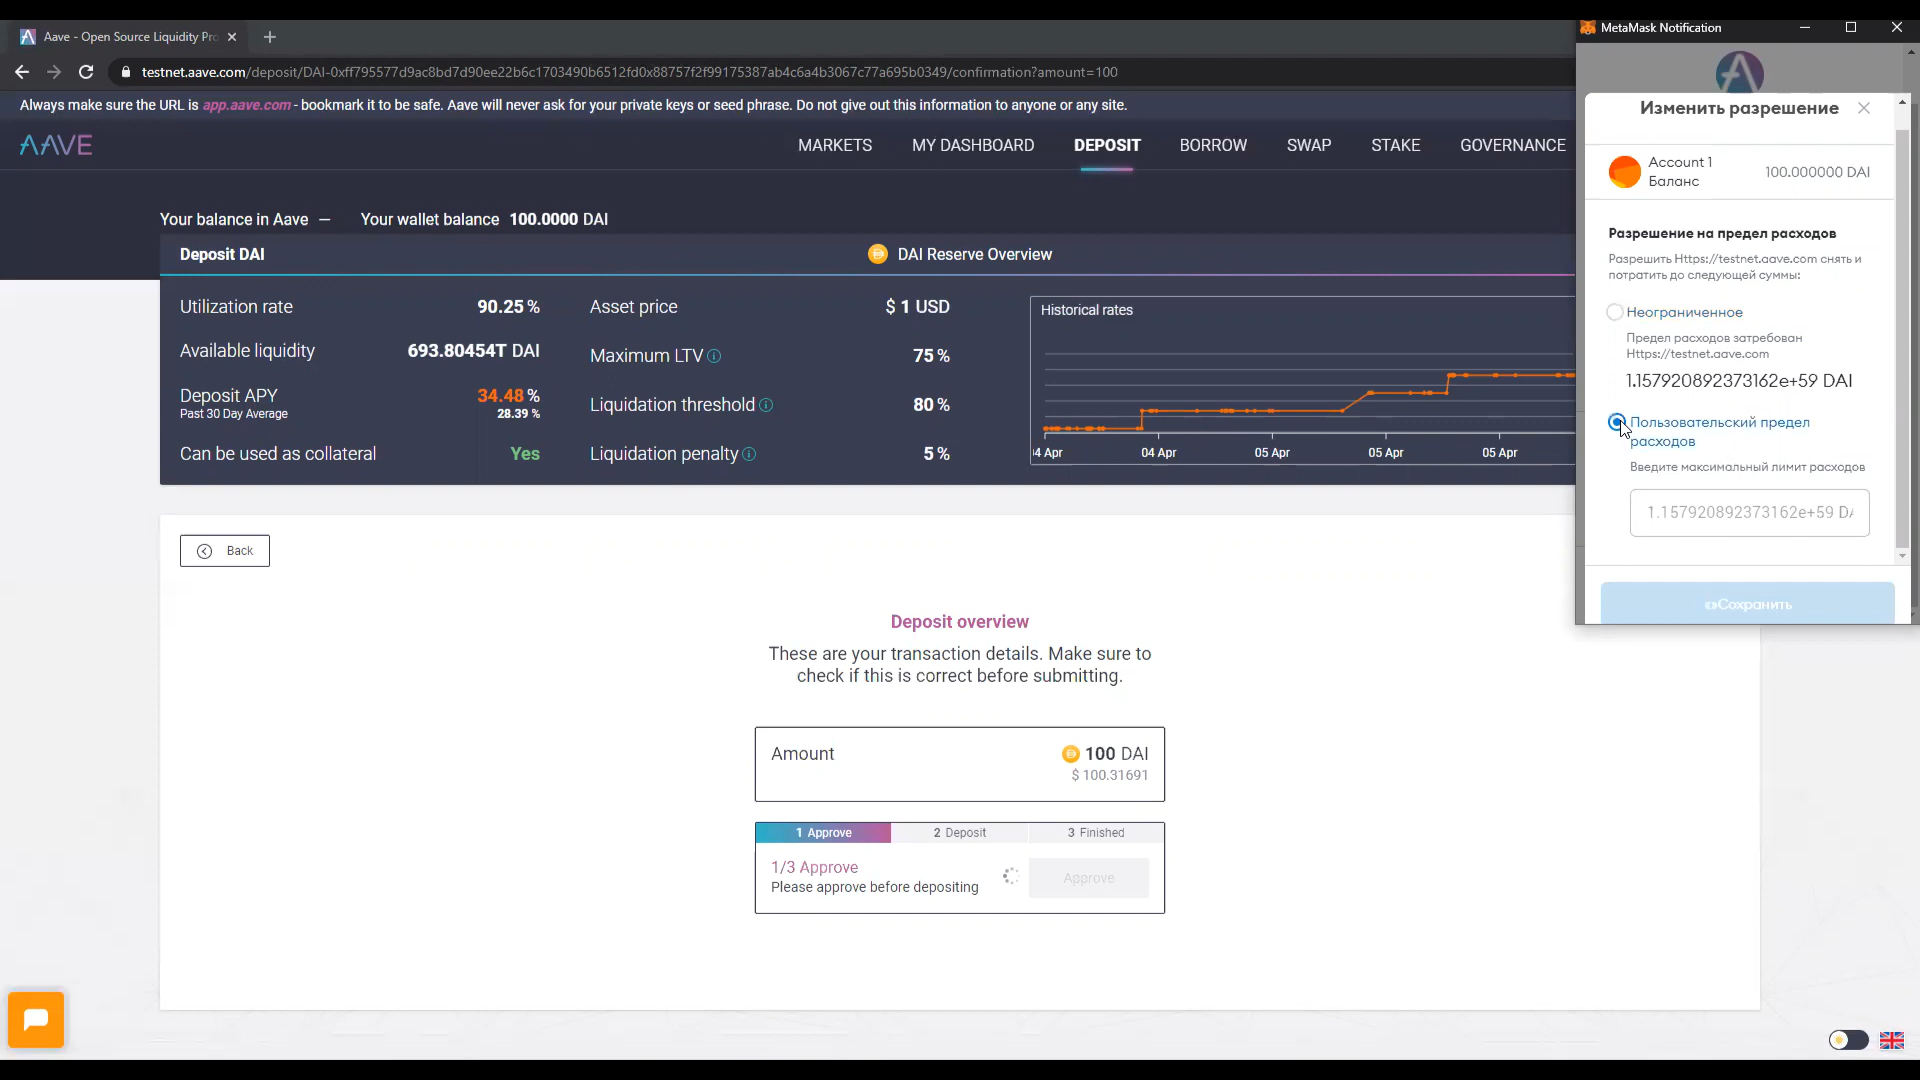 Aave - Open Source Liquidity Pro
testnet.aave.com/deposit/DAI-0xff795577d9ac8bd7d90ee22b6c1703490b6512fd0x88757f2f99175387ab4c6a4b3067c77a695b0349/confirmation?amount=100
Always make sure the URL is app.aave.com - bookmark it to be safe. Aave will never ask for your private keys or seed phrase. Do not give out this information to anyone or any site.
AAVE
MARKETS MY DASHBOARD DEPOSIT BORROW SWAP STAKE GOVERNANCE
Your balance in Aave — Your wallet balance 100.0000 DAI
Deposit DAI
DAI Reserve Overview
Utilization rate 90.25 %
Available liquidity 693.80454T DAI
Deposit APY 34.48 %
Past 30 Day Average 28.39 %
Can be used as collateral Yes
Asset price $ 1 USD
Maximum LTV 75 %
Liquidation threshold 80 %
Liquidation penalty 5 %
Historical rates
4 Apr 04 Apr 05 Apr 05 Apr 05 Apr
Back
Deposit overview
These are your transaction details. Make sure to
check if this is correct before submitting.
Amount 100 DAI
$ 100.31691
1 Approve 2 Deposit 3 Finished
1/3 Approve
Please approve before depositing
Approve
MetaMask Notification
Изменить разрешение
Account 1
Баланс
100.000000 DAI
Разрешение на предел расходов
Разрешить Https://testnet.aave.com снять и
потратить до следующей суммы:
Неограниченное
Предел расходов затребован
Https://testnet.aave.com
1.157920892373162e+59 DAI
Пользовательский предел
расходов
Введите максимальный лимит расходов
1.157920892373162e+59 DA
Сохранить